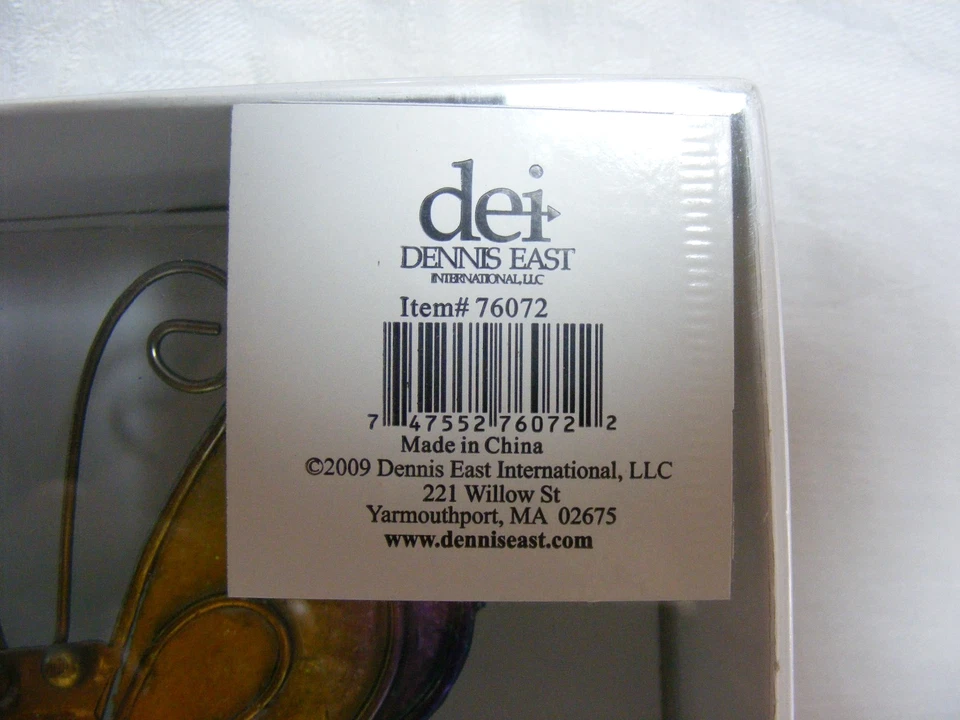 dei
DENNIS EAST
INTERNATIONAL, LLC
Item# 76072
7 47552 76072 2
Made in China
©2009 Dennis East International, LLC
221 Willow St
Yarmouthport, MA 02675
www.denniseast.com